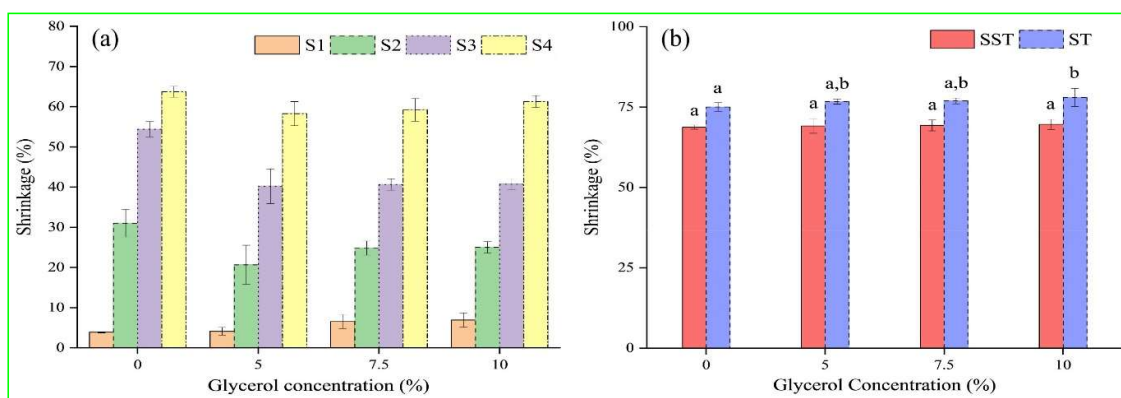 (a)
S1 S2 S3 S4
80
70
60
50
40
30
20
10
0
Shrinkage (%)
0 5 7.5 10
Glycerol concentration (%)
(b)
SST ST
100
75
50
25
0
Shrinkage (%)
a a a a,b a a,b a b
0 5 7.5 10
Glycerol Concentration (%)